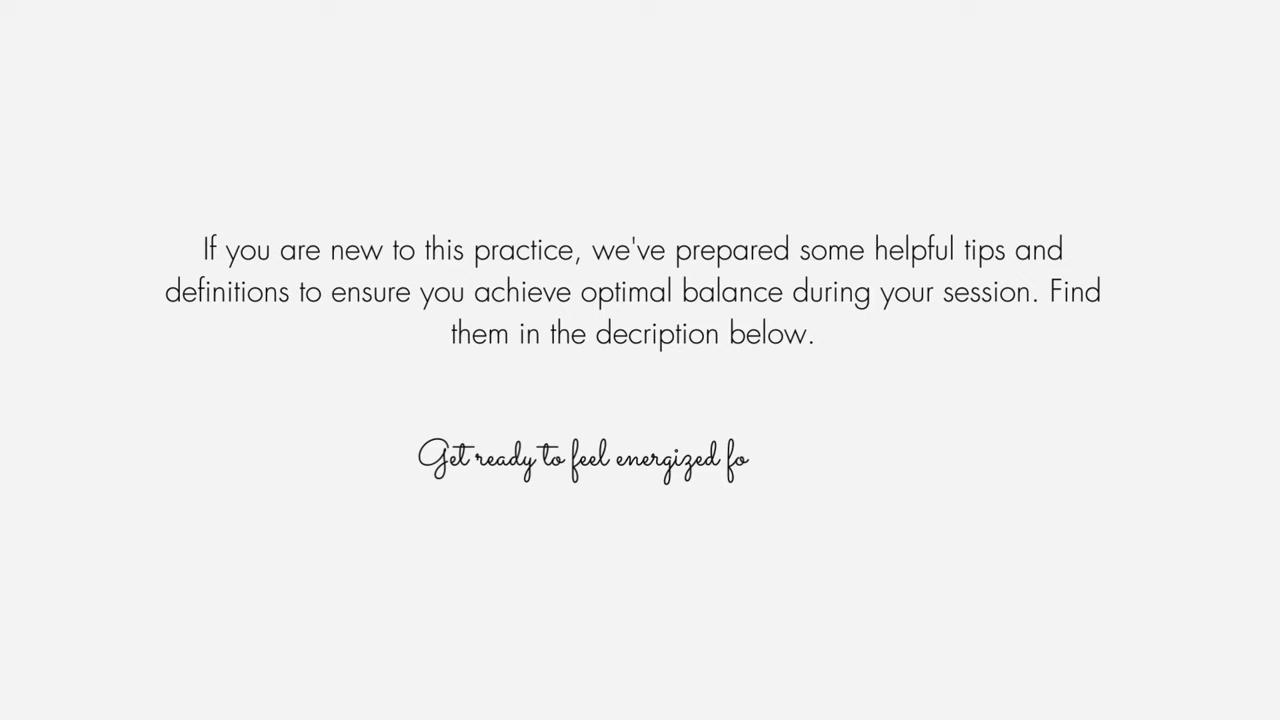 If you are new to this practice, we've prepared some helpful tips and
definitions to ensure you achieve optimal balance during your session. Find
them in the decription below.
Get ready to feel energized fo